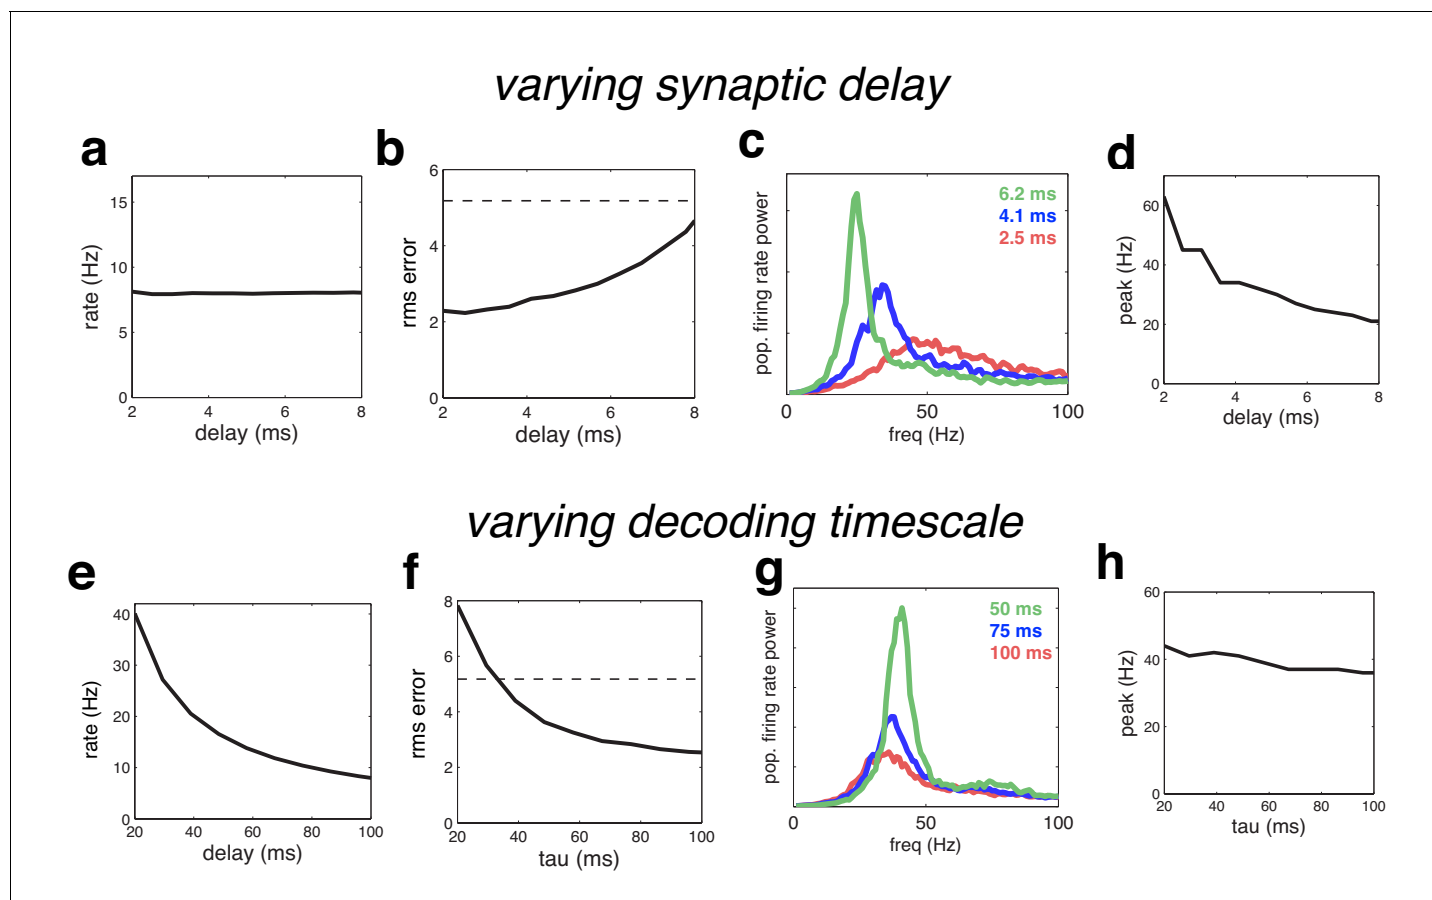 varying synaptic delay
a
rate (Hz)
15
10
5
0
2 4 6 8
delay (ms)
b
rms error
6
4
2
0
2 4 6 8
delay (ms)
c
pop. firing rate power
6.2 ms
4.1 ms
2.5 ms
0 50 100
freq (Hz)
d
peak (Hz)
60
40
20
0
2 4 6 8
delay (ms)
varying decoding timescale
e
rate (Hz)
40
30
20
10
0
20 40 60 80 100
delay (ms)
f
rms error
8
6
4
2
0
20 40 60 80 100
tau (ms)
g
pop. firing rate power
50 ms
75 ms
100 ms
0 50 100
freq (Hz)
h
peak (Hz)
60
40
20
0
20 40 60 80 100
tau (ms)